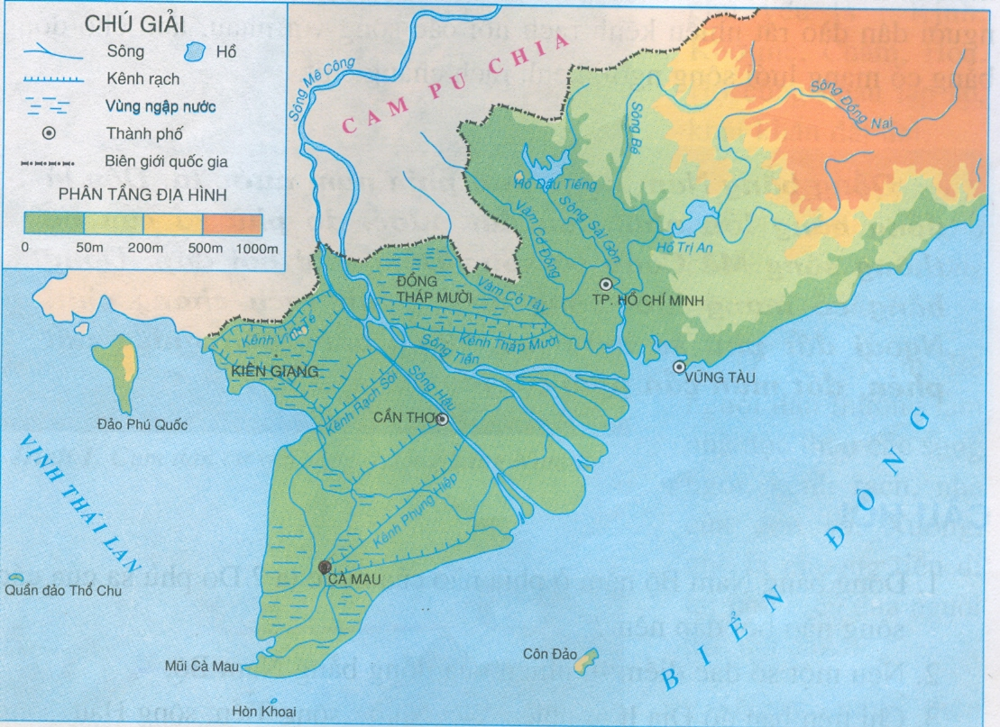 CHÚ GIẢI
Sông
Hồ
Kênh rạch
Vùng ngập nước
Thành phố
Biên giới quốc gia
PHÂN TẦNG ĐỊA HÌNH
0 50m 200m 500m 1000m
Sông Mê Công
CAM PU CHIA
Sông Bé
Sông Đồng Nai
Hồ Dầu Tiếng
Sông Sài Gòn
Vàm Cỏ Đông
Hồ Trị An
ĐỒNG
THÁP MƯỜI
Vàm Cỏ Tây
TP. HỒ CHÍ MINH
Kênh Vĩnh Tế
Kênh Tháp Mười
Sông Tiền
KIÊN GIANG
Sông Hậu
VŨNG TÀU
Kênh Rạch Sỏi
CẦN THƠ
Đảo Phú Quốc
VỊNH THÁI LAN
Kênh Phụng Hiệp
BIỂN ĐÔNG
CÀ MAU
Quần đảo Thổ Chu
Mũi Cà Mau
Côn Đảo
Hòn Khoai